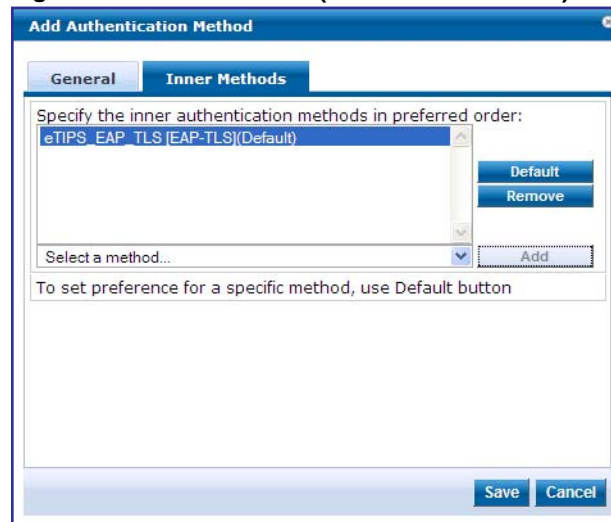 Add Authentication Method
General
Inner Methods
Specify the inner authentication methods in preferred order:
eTIPS_EAP_TLS [EAP-TLS](Default)
Default
Remove
Select a method...
Add
To set preference for a specific method, use Default button
Save
Cancel